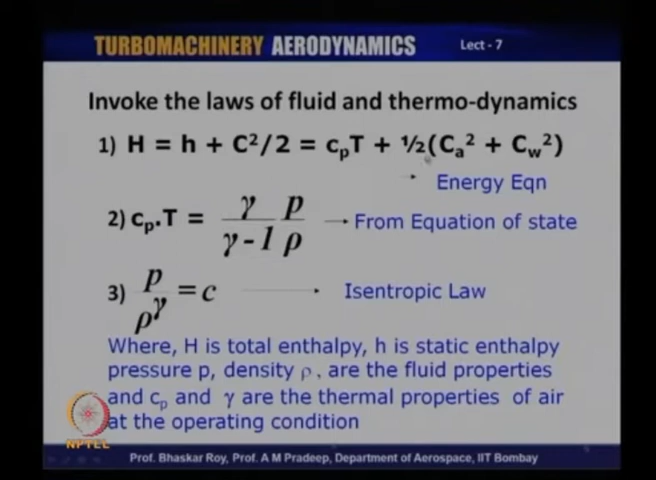 TURBOMACHINERY AERODYNAMICS Lect - 7
Invoke the laws of fluid and thermo-dynamics
1) H = h + C²/2 = cₚT + ½(Cₐ² + C_w²)
Energy Eqn
2) cₚ.T = γ/(γ - 1) p/ρ From Equation of state
3) p/ρ^γ = c Isentropic Law
Where, H is total enthalpy, h is static enthalpy
pressure p, density ρ, are the fluid properties
and cₚ and γ are the thermal properties of air
at the operating condition
NPTEL
Prof. Bhaskar Roy, Prof. A M Pradeep, Department of Aerospace, IIT Bombay